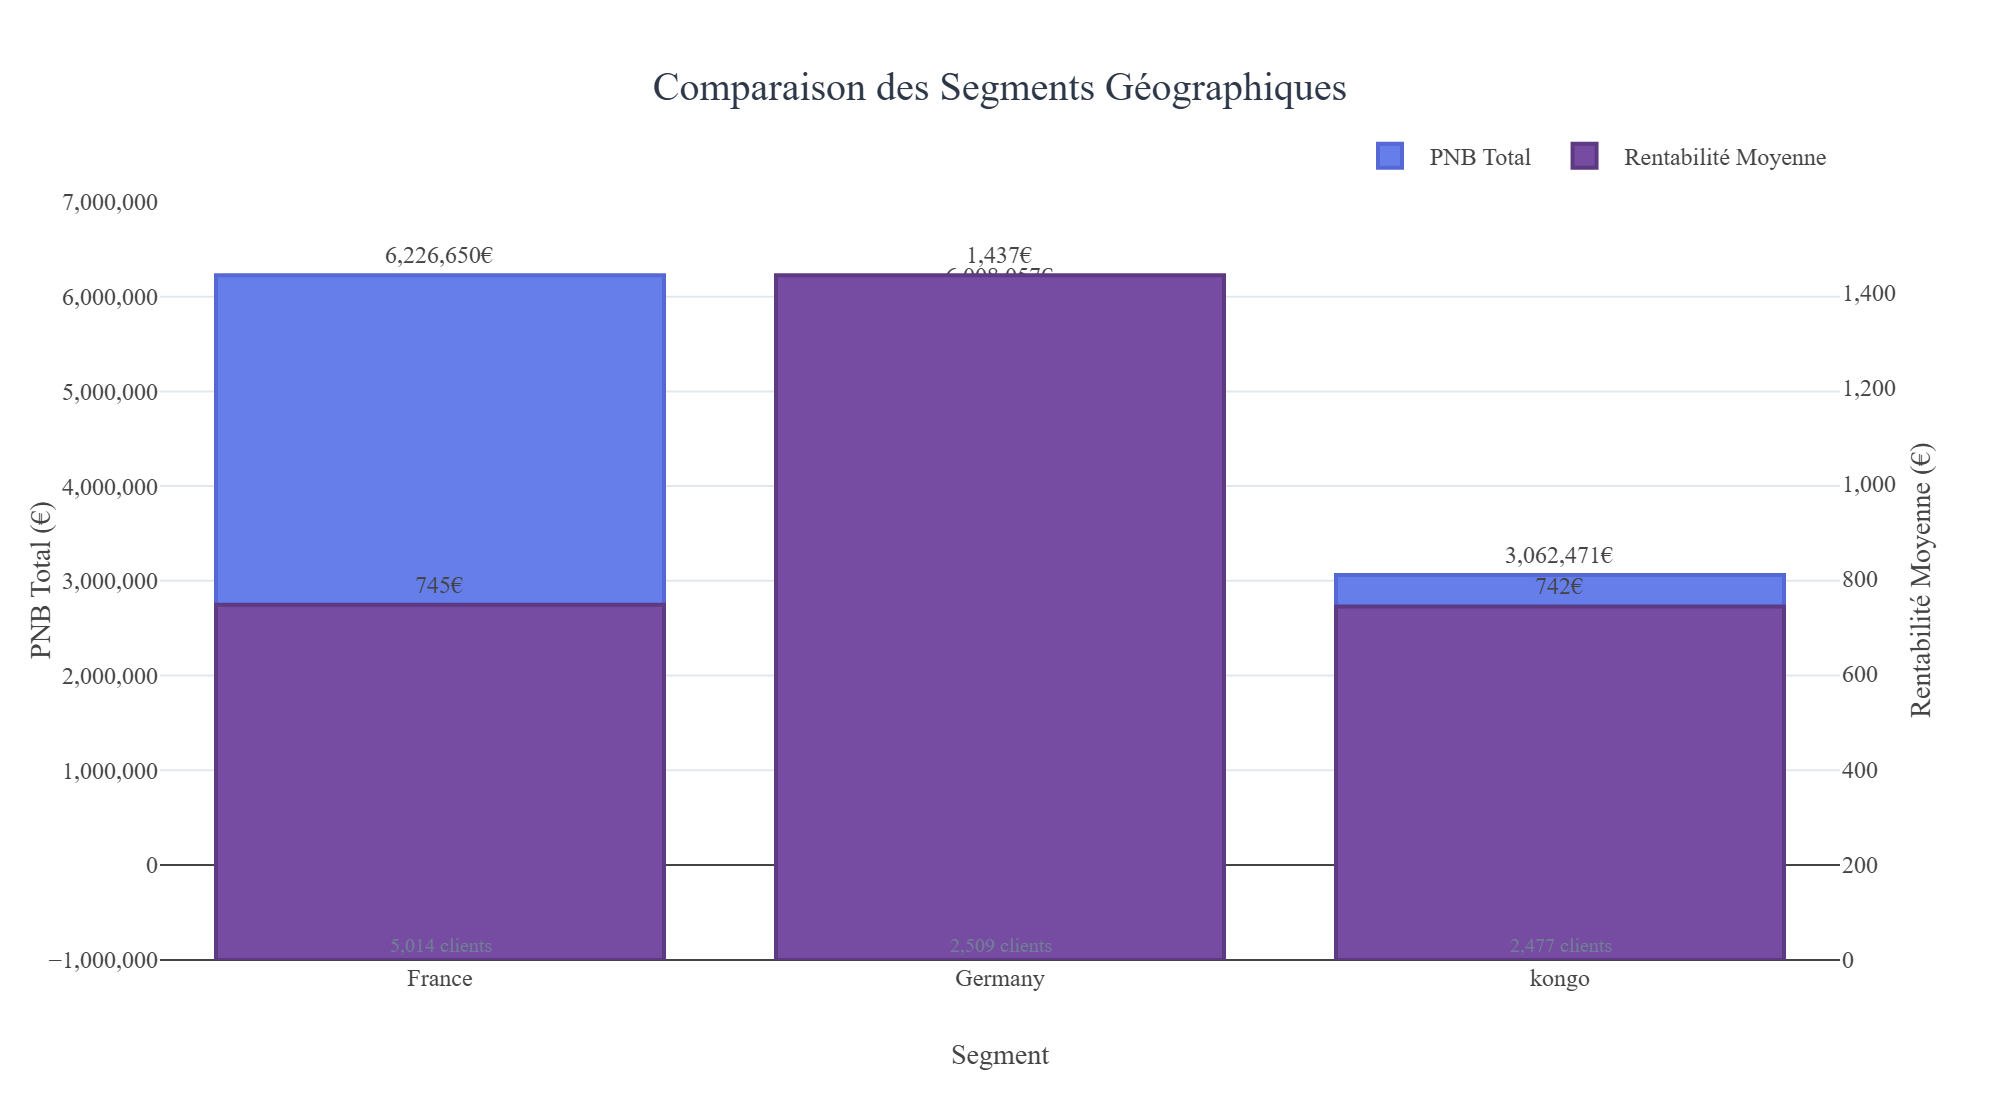 Comparaison des Segments Géographiques
PNB Total
Rentabilité Moyenne
7,000,000
6,000,000
5,000,000
4,000,000
3,000,000
2,000,000
1,000,000
0
−1,000,000
PNB Total (€)
6,226,650€
745€
5,014 clients
1,437€
2,509 clients
3,062,471€
742€
2,477 clients
1,400
1,200
1,000
800
600
400
200
0
Rentabilité Moyenne (€)
France
Germany
kongo
Segment